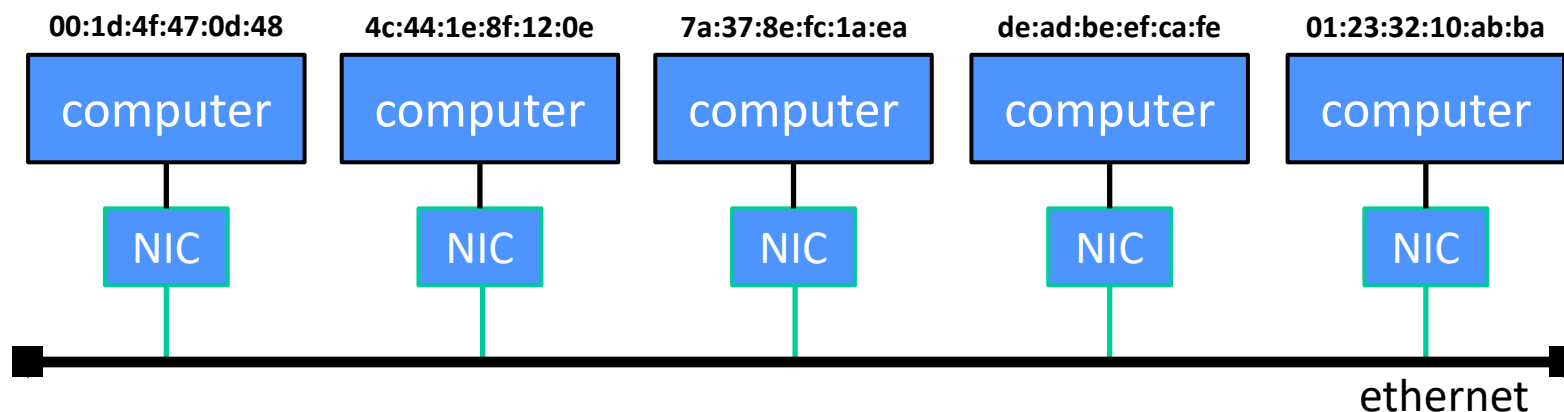 00:1d:4f:47:0d:48 4c:44:1e:8f:12:0e 7a:37:8e:fc:1a:ea de:ad:be:ef:ca:fe 01:23:32:10:ab:ba
computer computer computer computer computer
NIC NIC NIC NIC NIC
ethernet